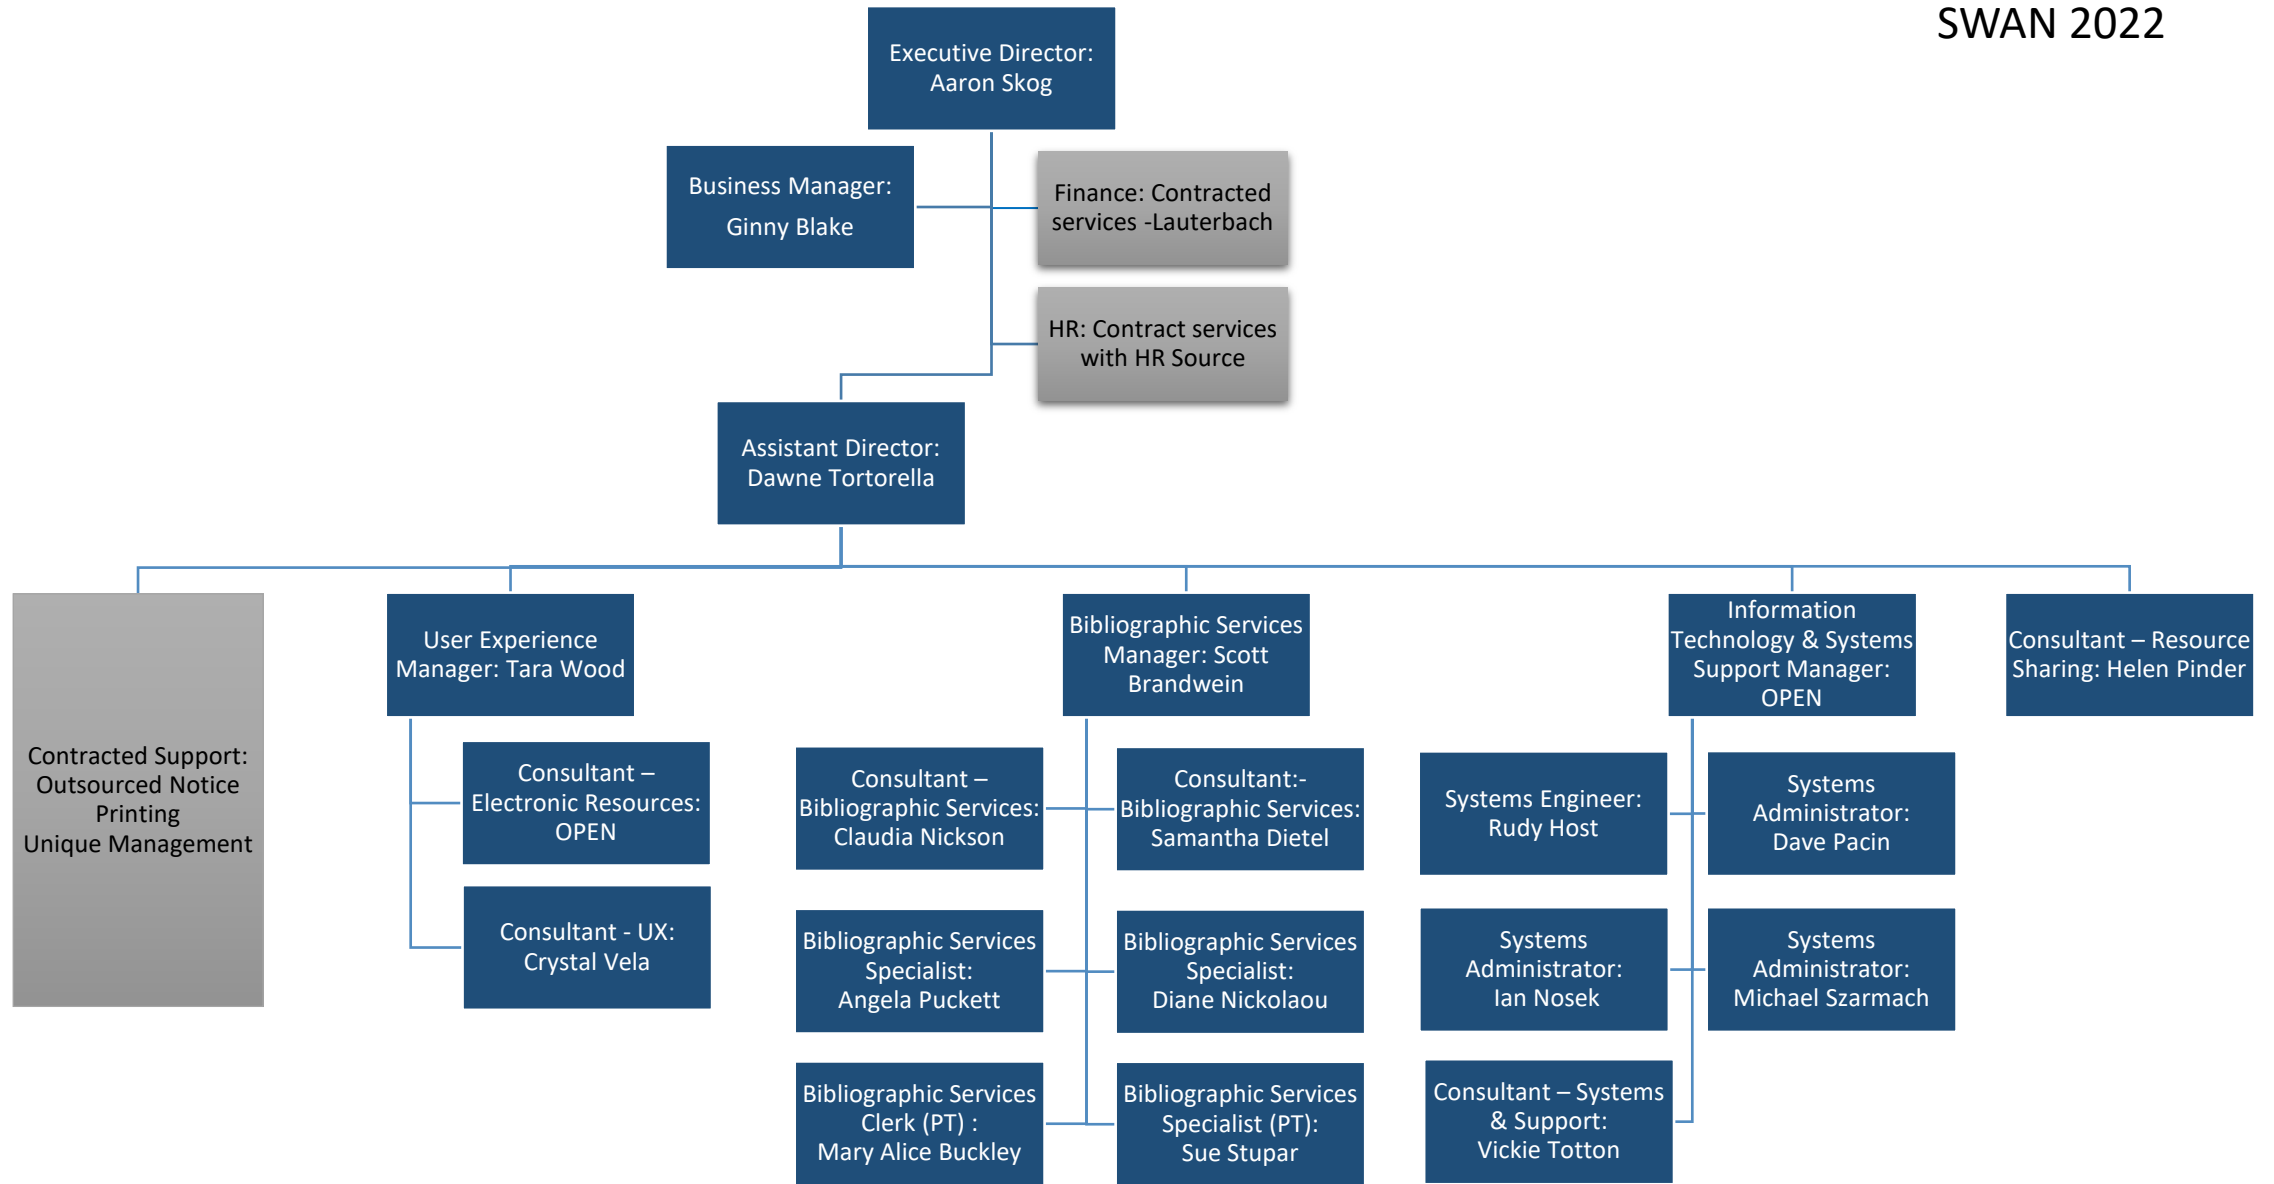 SWAN 2022
Executive Director:
Aaron Skog
Business Manager:
Ginny Blake
Finance: Contracted
services -Lauterbach
HR: Contract services
with HR Source
Assistant Director:
Dawne Tortorella
Contracted Support:
Outsourced Notice
Printing
Unique Management
User Experience
Manager: Tara Wood
Bibliographic Services
Manager: Scott
Brandwein
Information
Technology & Systems
Support Manager:
OPEN
Consultant – Resource
Sharing: Helen Pinder
Consultant –
Electronic Resources:
OPEN
Consultant - UX:
Crystal Vela
Consultant –
Bibliographic Services:
Claudia Nickson
Consultant:-
Bibliographic Services:
Samantha Dietel
Bibliographic Services
Specialist:
Angela Puckett
Bibliographic Services
Specialist:
Diane Nickolaou
Bibliographic Services
Clerk (PT) :
Mary Alice Buckley
Bibliographic Services
Specialist (PT):
Sue Stupar
Systems Engineer:
Rudy Host
Systems
Administrator:
Dave Pacin
Systems
Administrator:
Ian Nosek
Systems
Administrator:
Michael Szarmach
Consultant – Systems
& Support:
Vickie Totton